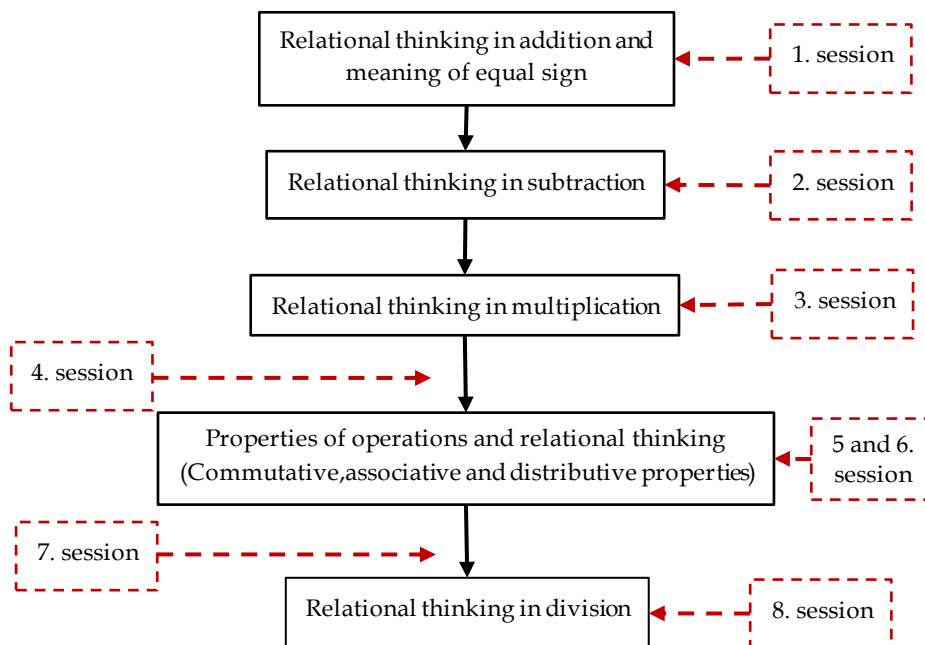 Relational thinking in addition and
meaning of equal sign
1. session
Relational thinking in subtraction
2. session
Relational thinking in multiplication
3. session
4. session
Properties of operations and relational thinking
(Commutative,associative and distributive properties)
5 and 6.
session
7. session
Relational thinking in division
8. session